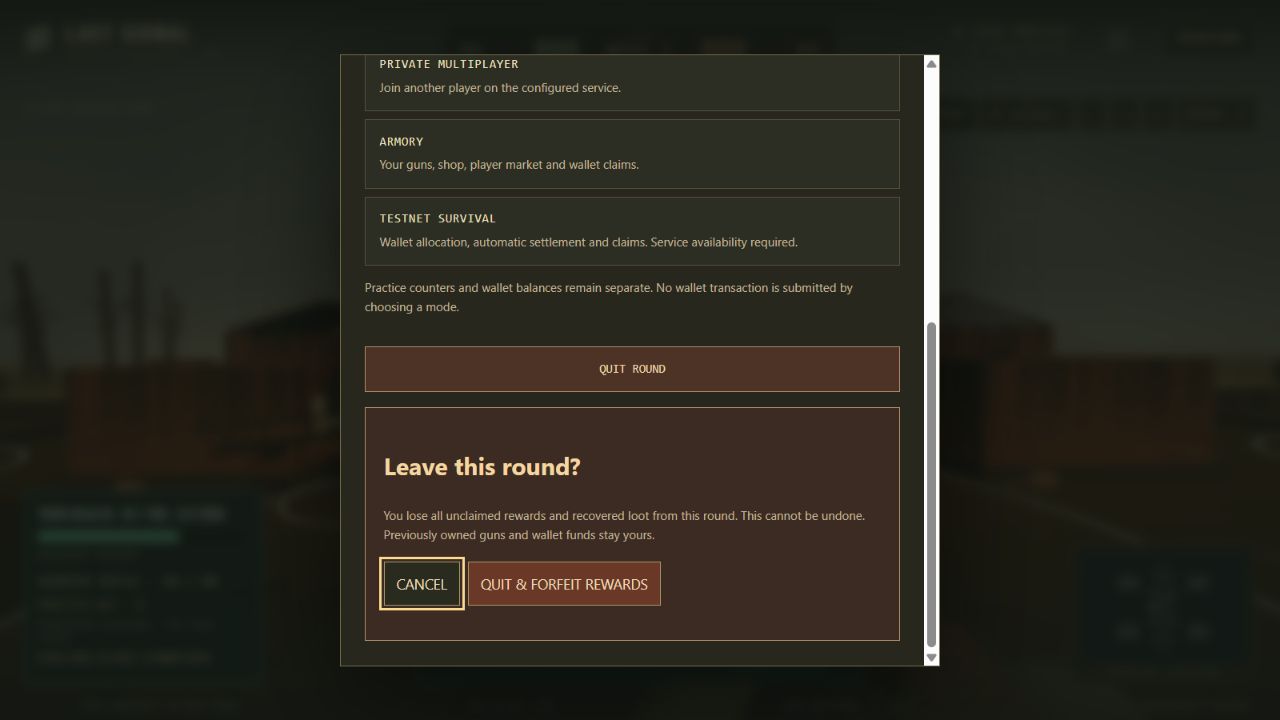 PRIVATE MULTIPLAYER
Join another player on the configured service.
ARMORY
Your guns, shop, player market and wallet claims.
TESTNET SURVIVAL
Wallet allocation, automatic settlement and claims. Service availability required.
Practice counters and wallet balances remain separate. No wallet transaction is submitted by
choosing a mode.
QUIT ROUND
Leave this round?
You lose all unclaimed rewards and recovered loot from this round. This cannot be undone.
Previously owned guns and wallet funds stay yours.
CANCEL
QUIT & FORFEIT REWARDS